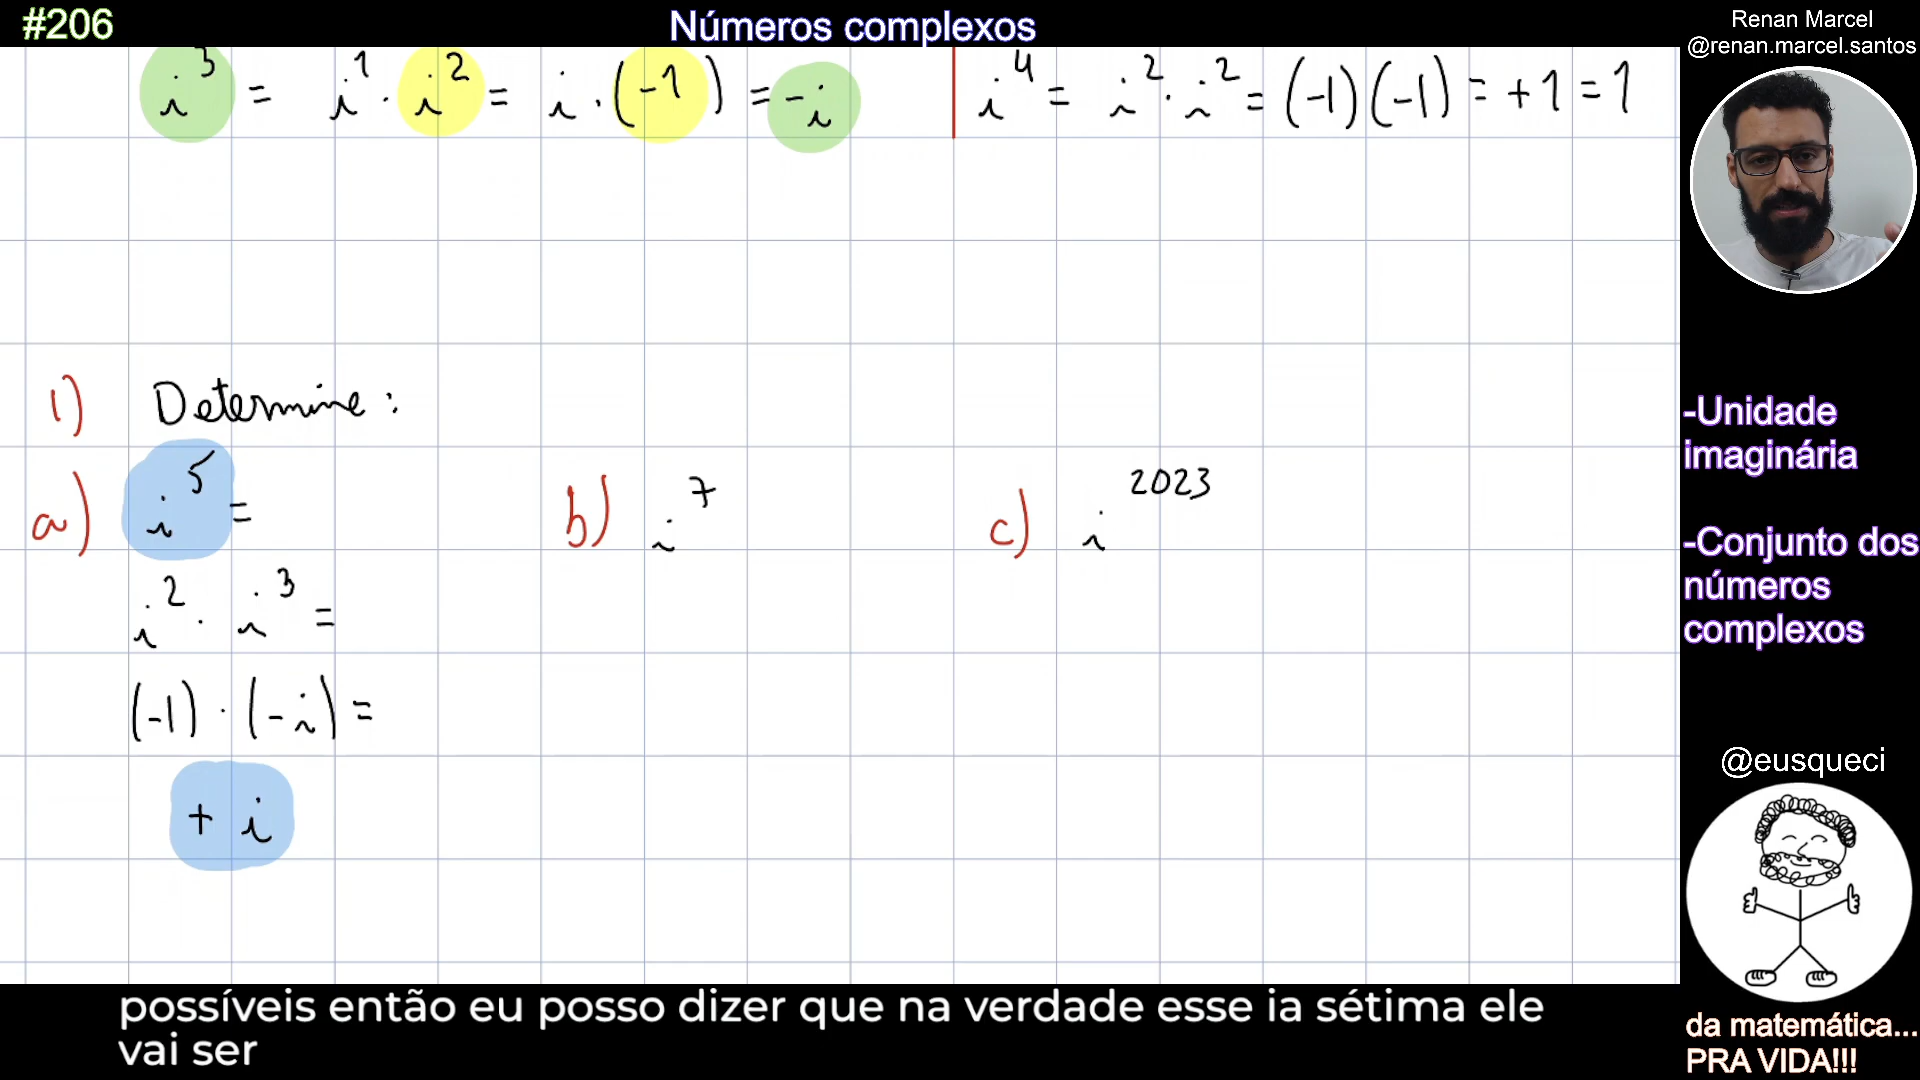 #206
Números complexos
Renan Marcel
@renan.marcel.santos
i³ = i¹ · i² = i · (-1) = -i
i⁴ = i² · i² = (-1)(-1) = +1 = 1
1) Determine:
a) i⁵ =
b) i⁷
c) i²⁰²³
i² · i³ =
(-1) · (-i) =
+ i
-Unidade
imaginária
-Conjunto dos
números
complexos
@eusqueci
da matemática...
PRA VIDA!!!
possíveis então eu posso dizer que na verdade esse ia sétima ele
vai ser